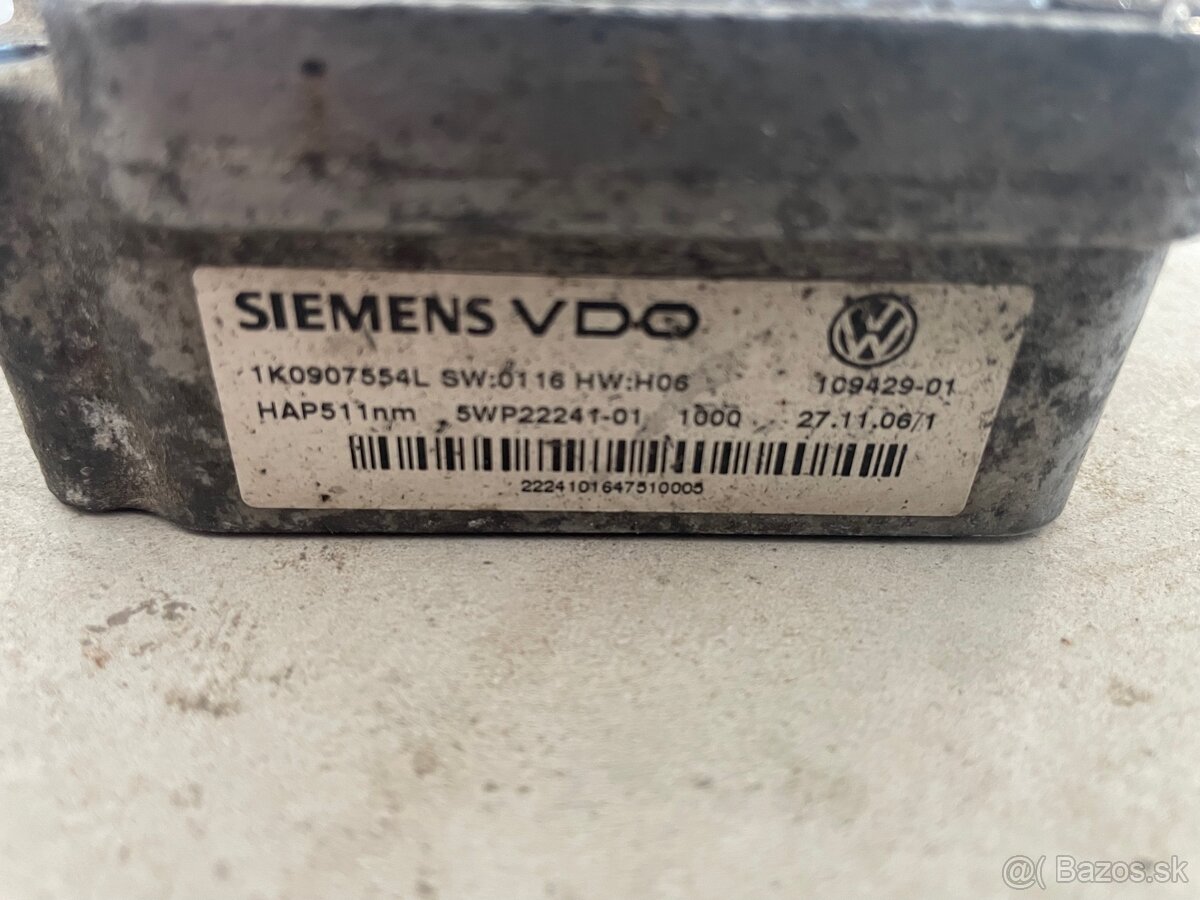 SIEMENS VDO
1K0907554L SW:0116 HW:H06 109429-01
HAP511nm 5WP22241-01 1000 27.11.06/1
2224101647510005
@( Bazos.sk